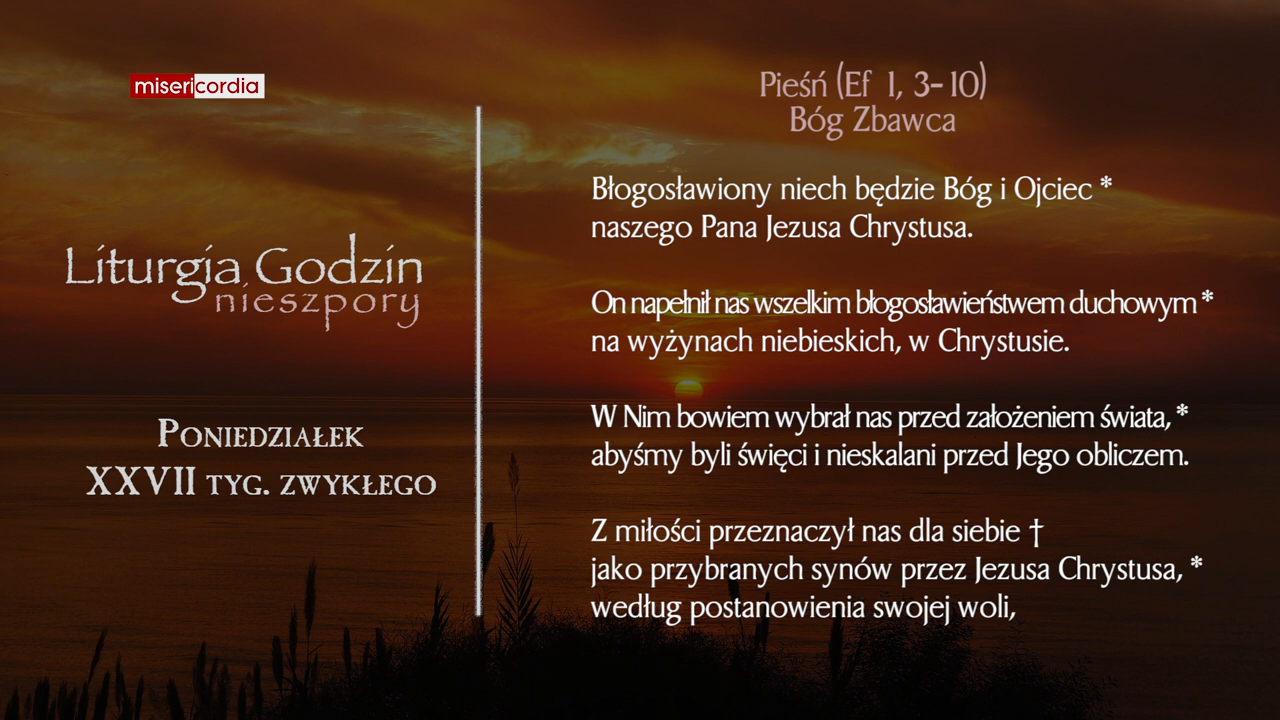 misericordia
Liturgia Godzin
nieszpory
Poniedziałek
XXVII tyg. zwykłego
Pieśń (Ef 1, 3-10)
Bóg Zbawca
Błogosławiony niech będzie Bóg i Ojciec *
naszego Pana Jezusa Chrystusa.
On napełnił nas wszelkim błogosławieństwem duchowym *
na wyżynach niebieskich, w Chrystusie.
W Nim bowiem wybrał nas przed założeniem świata, *
abyśmy byli święci i nieskalani przed Jego obliczem.
Z miłości przeznaczył nas dla siebie †
jako przybranych synów przez Jezusa Chrystusa, *
według postanowienia swojej woli,